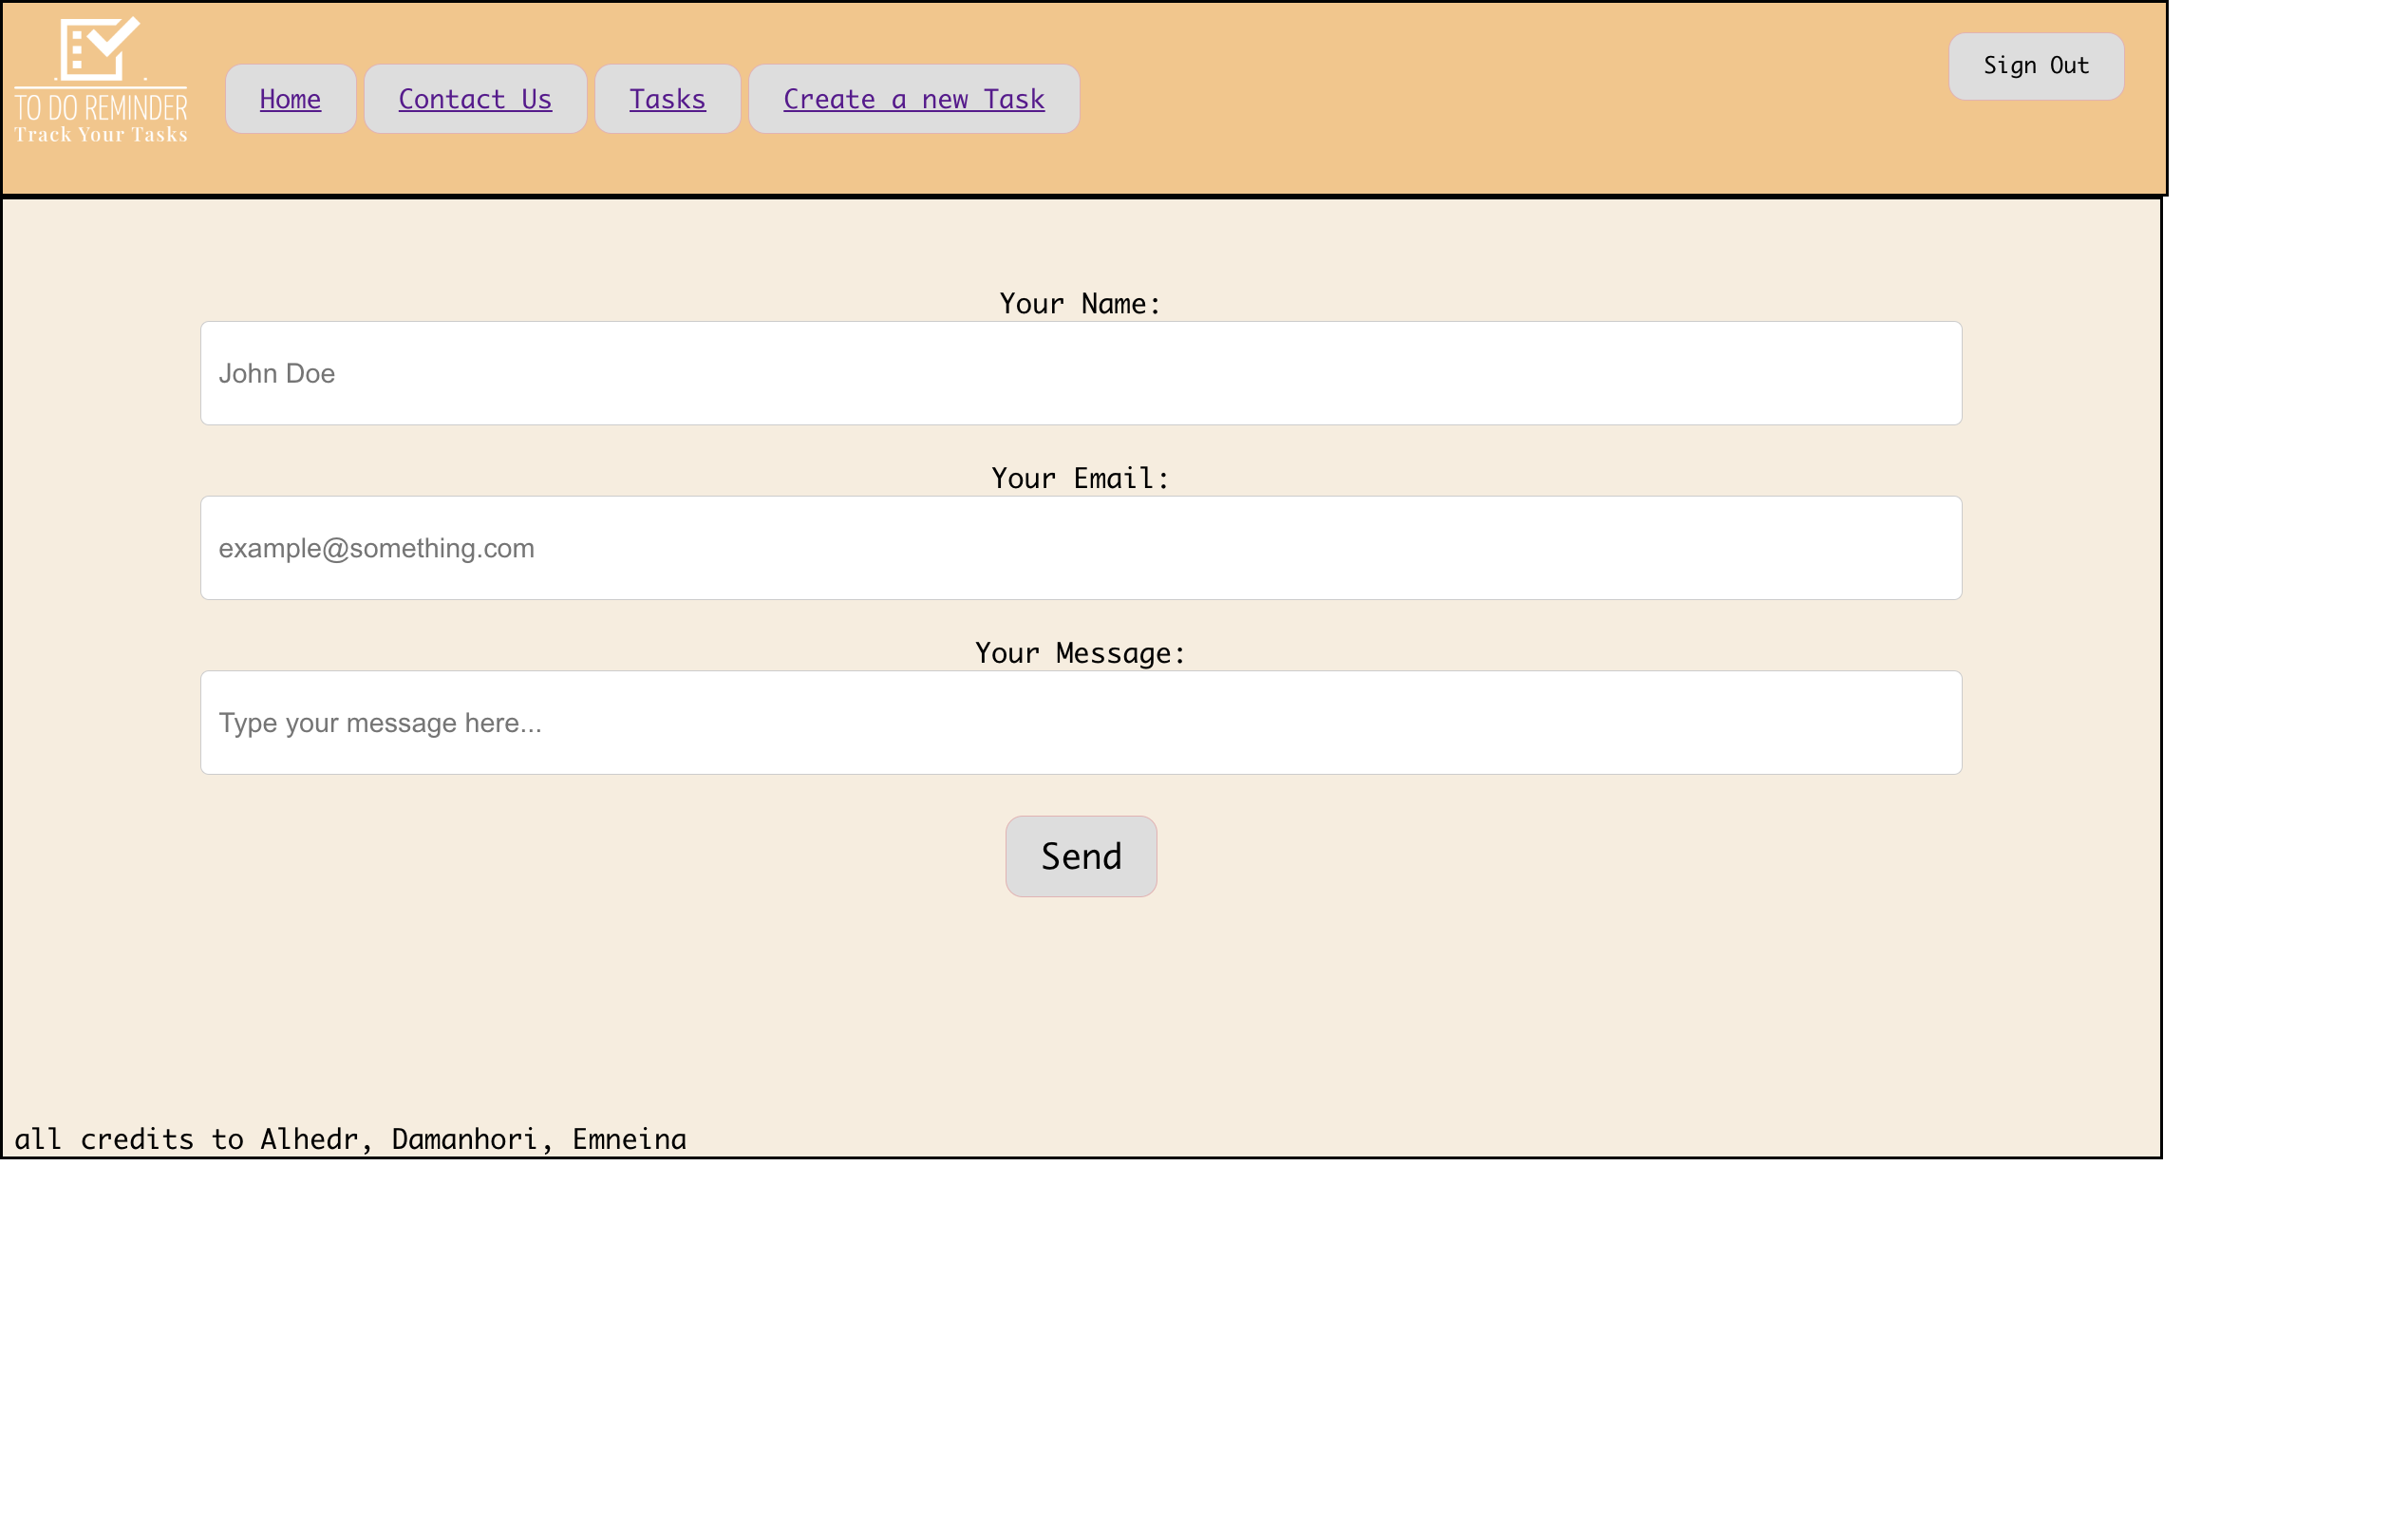 TO DO REMINDER
Track Your Tasks
Home Contact Us Tasks Create a new Task
Sign Out
Your Name:
John Doe
Your Email:
example@something.com
Your Message:
Type your message here...
Send
all credits to Alhedr, Damanhori, Emneina